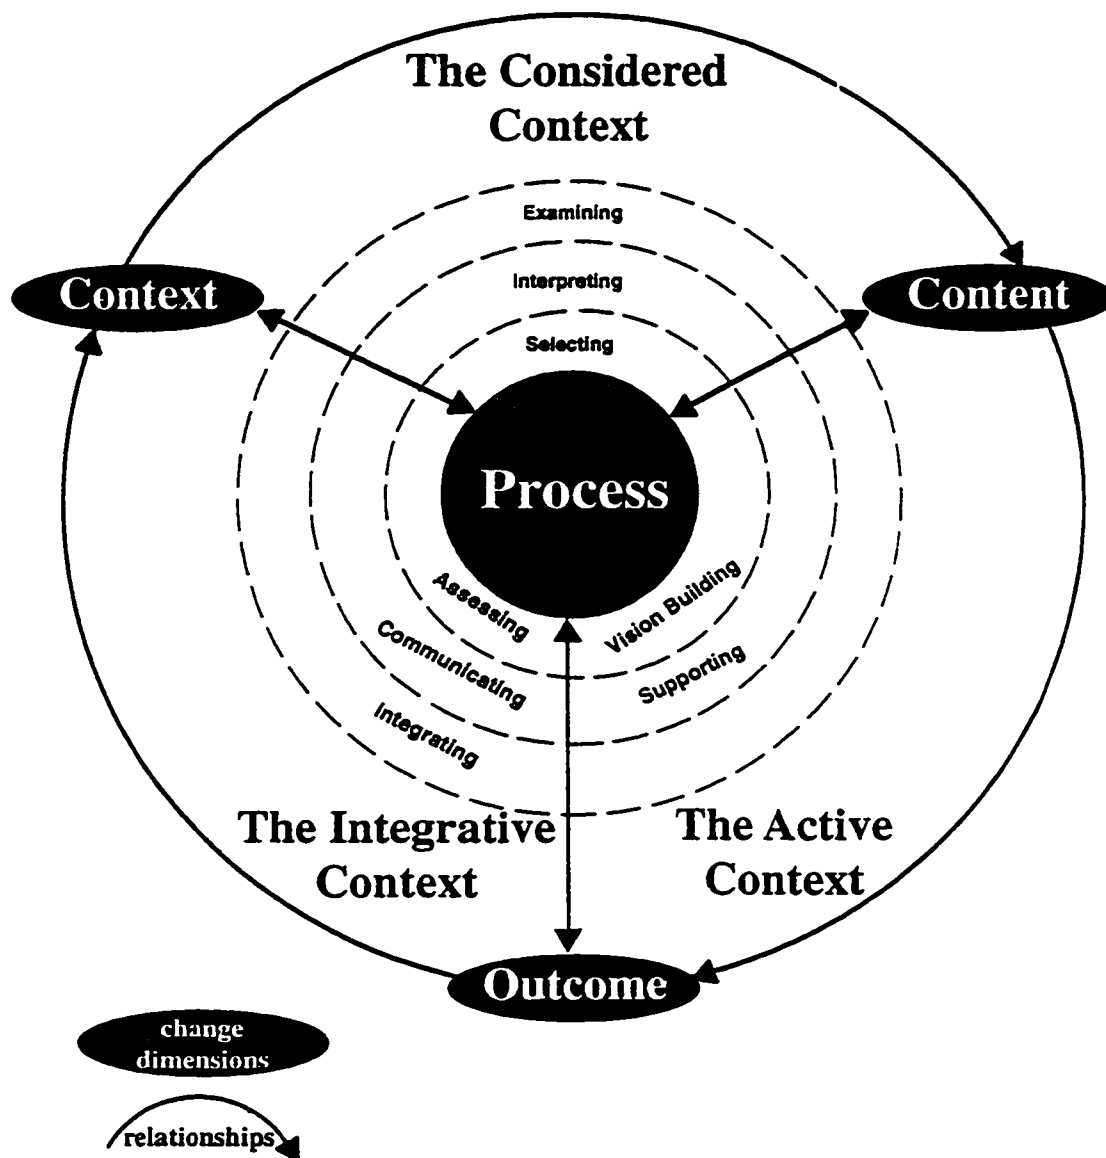 The Considered
Context
Examining
Interpreting
Selecting
Context
Content
Process
Assessing
Vision Building
Communicating
Supporting
Integrating
The Integrative
Context
The Active
Context
Outcome
change
dimensions
relationships